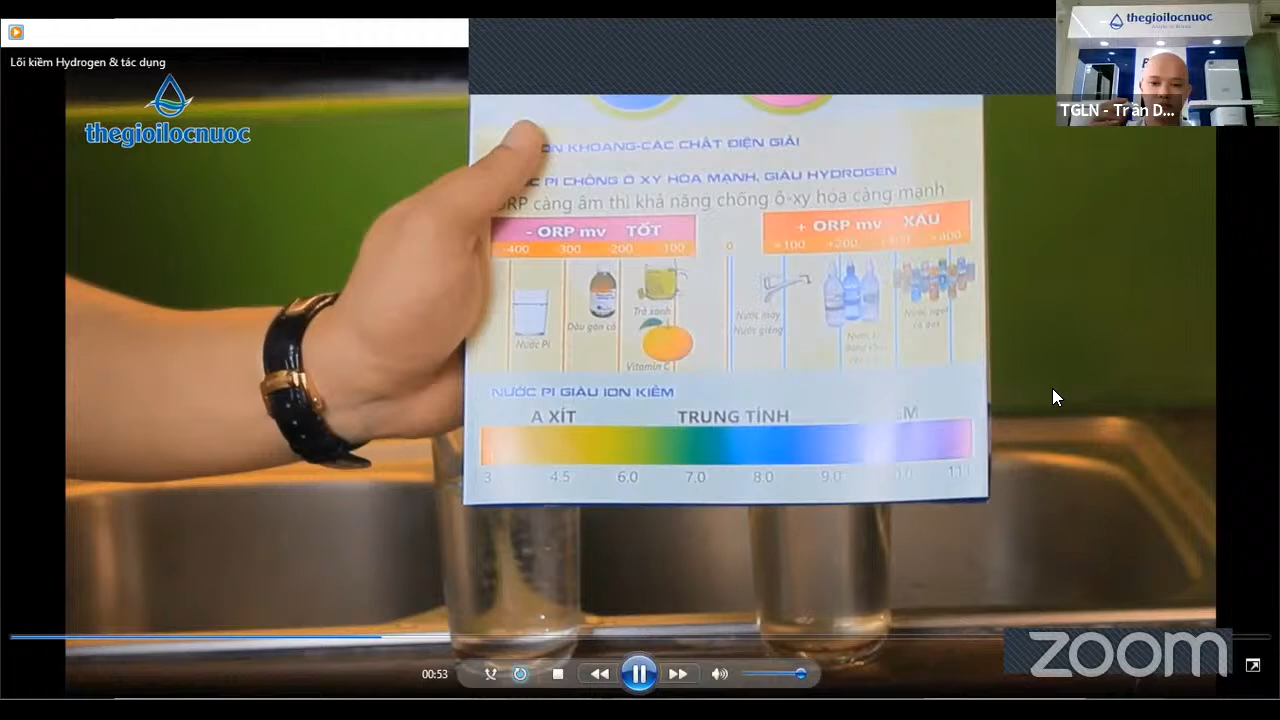 Lõi kiềm Hydrogen & tác dụng
thegioilocnuoc
thegioilocnuoc
TGLN - Trần D...
KHOANG-CÁC CHẤT ĐIỆN GIẢI
PI CHỐNG Ô XY HÓA MẠNH, GIÀU HYDROGEN
ORP càng âm thì khả năng chống ô-xy hóa càng mạnh
- ORP mv TỐT
+ ORP mv XẤU
-400 -300 -200 -100 0 +100 +200 +400
Nước Pi
Dầu gan cá
Trà xanh
Vitamin C
Nước máy
Nước giếng
NƯỚC PI GIÀU ION KIỀM
A XÍT TRUNG TÍNH
3 4.5 6.0 7.0 8.0 9.0 11
00:53
zoom